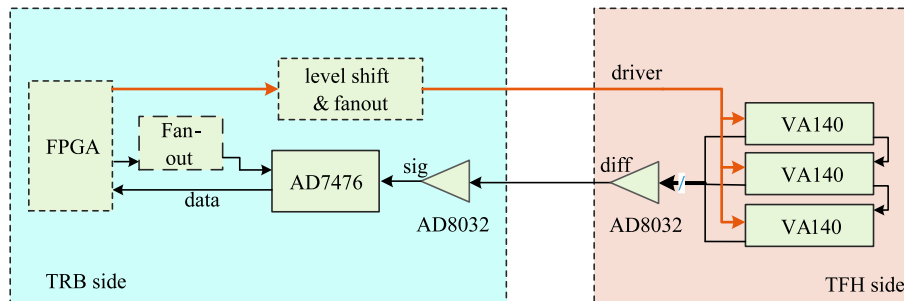 level shift
& fanout
driver
FPGA
Fan-
out
VA140
VA140
VA140
AD7476
sig
diff
data
AD8032
AD8032
TRB side
TFH side
/